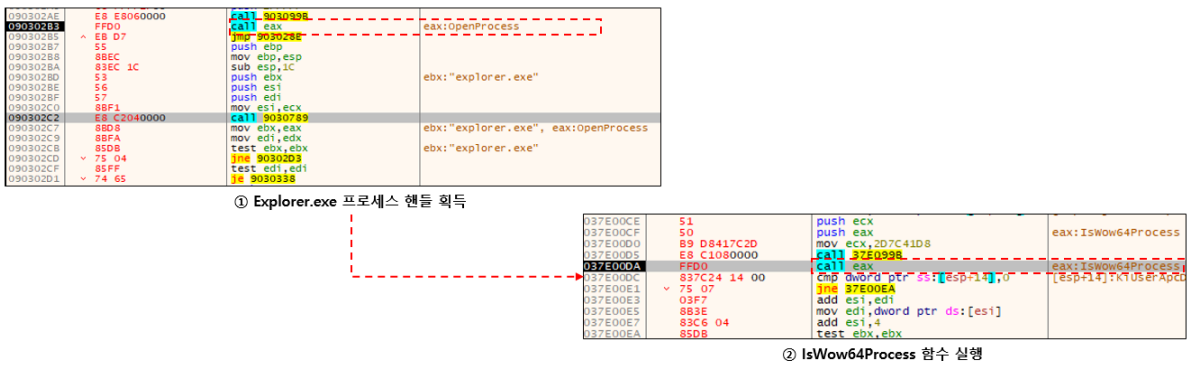 090302AE E8 E8060000 call 903099B
090302B3 FFD0 call eax eax:OpenProcess
090302B5 EB D7 jmp 903028E
090302B7 55 push ebp
090302B8 8BEC mov ebp,esp
090302BA 83EC 1C sub esp,1C
090302BD 53 push ebx ebx:"explorer.exe"
090302BE 56 push esi
090302BF 57 push edi
090302C0 8BF1 mov esi,ecx
090302C2 E8 C2040000 call 9030789
090302C7 8BD8 mov ebx,eax ebx:"explorer.exe", eax:OpenProcess
090302C9 8BFA mov edi,edx
090302CB 85DB test ebx,ebx ebx:"explorer.exe"
090302CD 75 04 jne 90302D3
090302CF 85FF test edi,edi
090302D1 74 65 je 9030338
① Explorer.exe 프로세스 핸들 획득
037E00CE 51 push ecx
037E00CF 50 push eax eax:IsWow64Process
037E00D0 B9 D8417C2D mov ecx,2D7C41D8
037E00D5 E8 C1080000 call 37E099B
037E00DA FFD0 call eax eax:IsWow64Process
037E00DC 837C24 14 00 cmp dword ptr ss:[esp+14],0 [esp+14]:KiUserApcD
037E00E1 75 07 jne 37E00EA
037E00E3 03F7 add esi,edi
037E00E5 8B3E mov edi,dword ptr ds:[esi]
037E00E7 83C6 04 add esi,4
037E00EA 85DB test ebx,ebx
② IsWow64Process 함수 실행